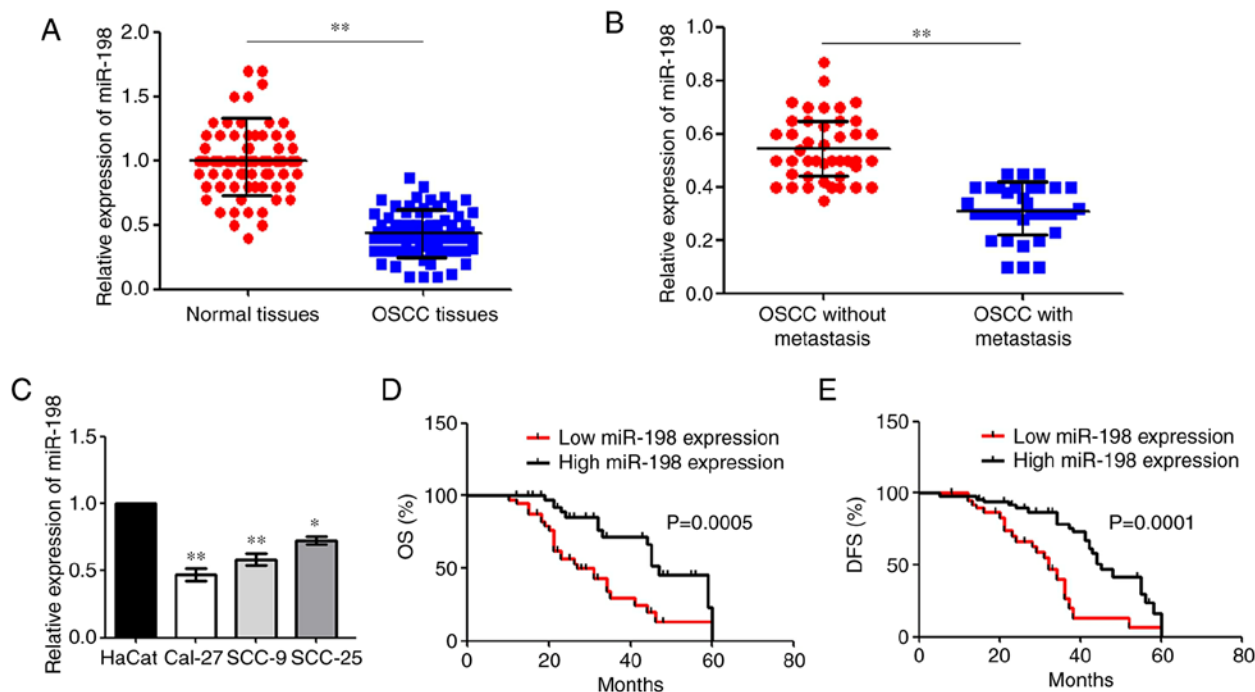 A
Relative expression of miR-198
2.0
1.5
1.0
0.5
0.0
**
Normal tissues
OSCC tissues
B
Relative expression of miR-198
1.0
0.8
0.6
0.4
0.2
0.0
**
OSCC without
metastasis
OSCC with
metastasis
C
Relative expression of miR-198
1.5
1.0
0.5
0.0
**
**
*
HaCat
Cal-27
SCC-9
SCC-25
D
OS (%)
150
100
50
0
Low miR-198 expression
High miR-198 expression
P=0.0005
0
20
40
60
80
Months
E
DFS (%)
150
100
50
0
Low miR-198 expression
High miR-198 expression
P=0.0001
0
20
40
60
80
Months